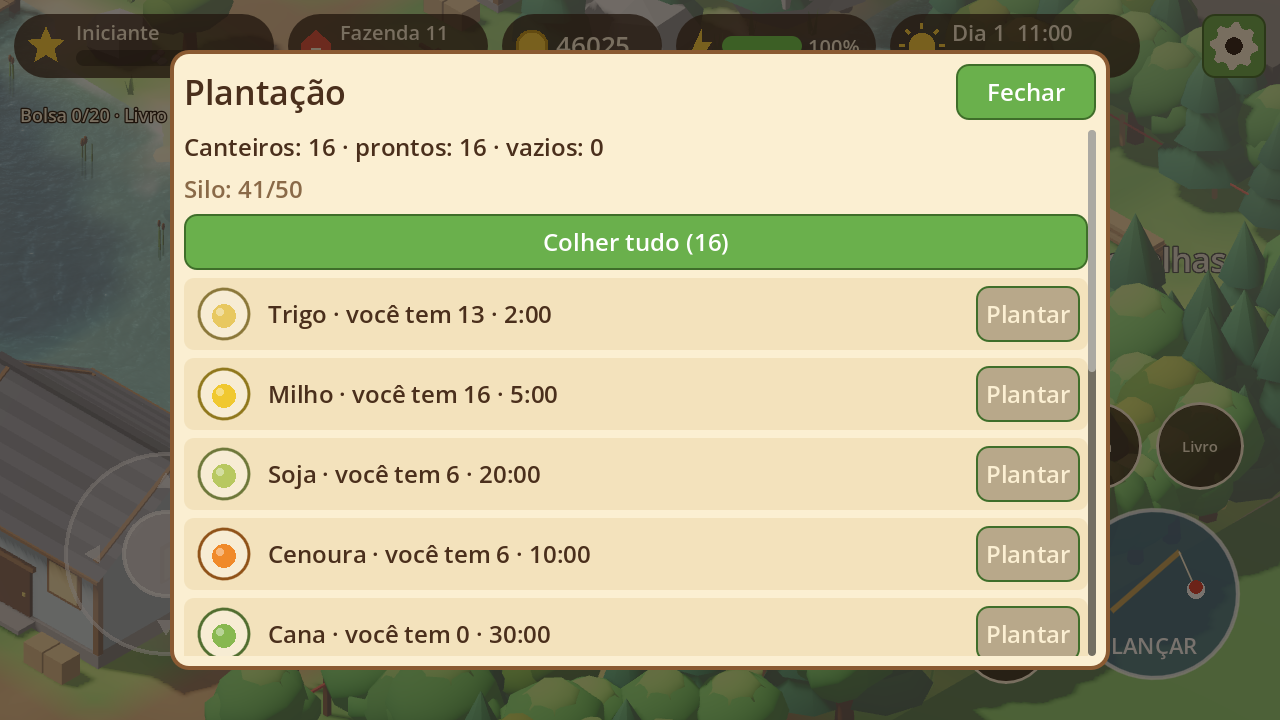 Iniciante
Fazenda 11
46025
100%
Dia 1 11:00
Bolsa 0/20 · Livro
Plantação
Fechar
Canteiros: 16 · prontos: 16 · vazios: 0
Silo: 41/50
Colher tudo (16)
Trigo · você tem 13 · 2:00
Plantar
Milho · você tem 16 · 5:00
Plantar
Soja · você tem 6 · 20:00
Plantar
Cenoura · você tem 6 · 10:00
Plantar
Cana · você tem 0 · 30:00
Plantar
Livro
LANÇAR